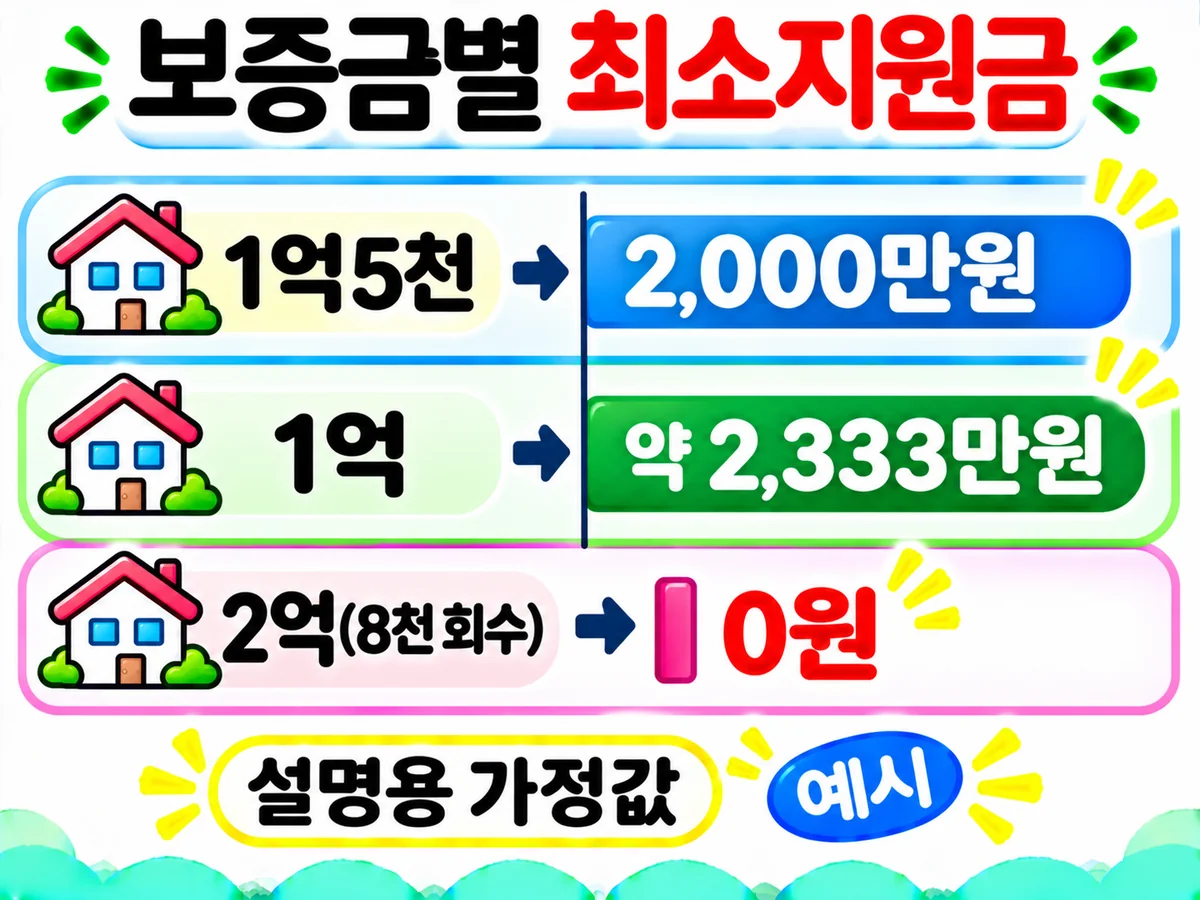 보증금별 최소지원금
1억5천 2,000만원
1억 약 2,333만원
2억(8천 회수) 0원
설명용 가정값 예시